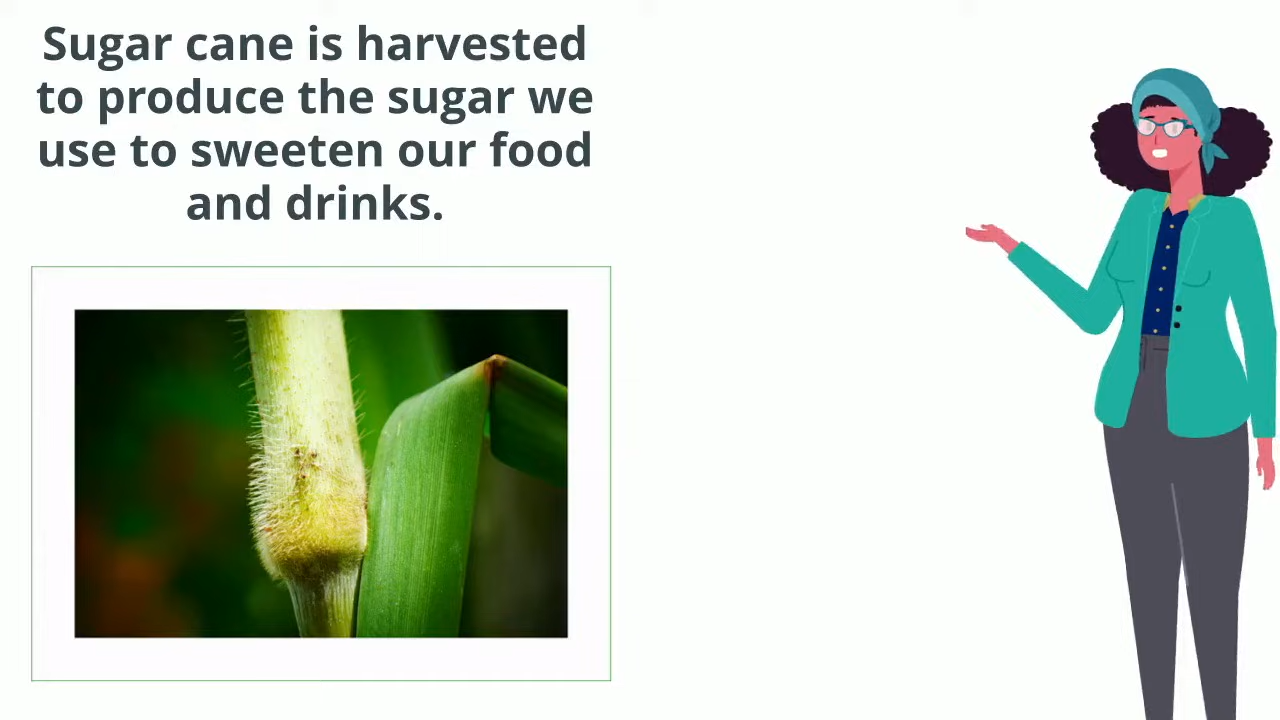 Sugar cane is harvested
to produce the sugar we
use to sweeten our food
and drinks.